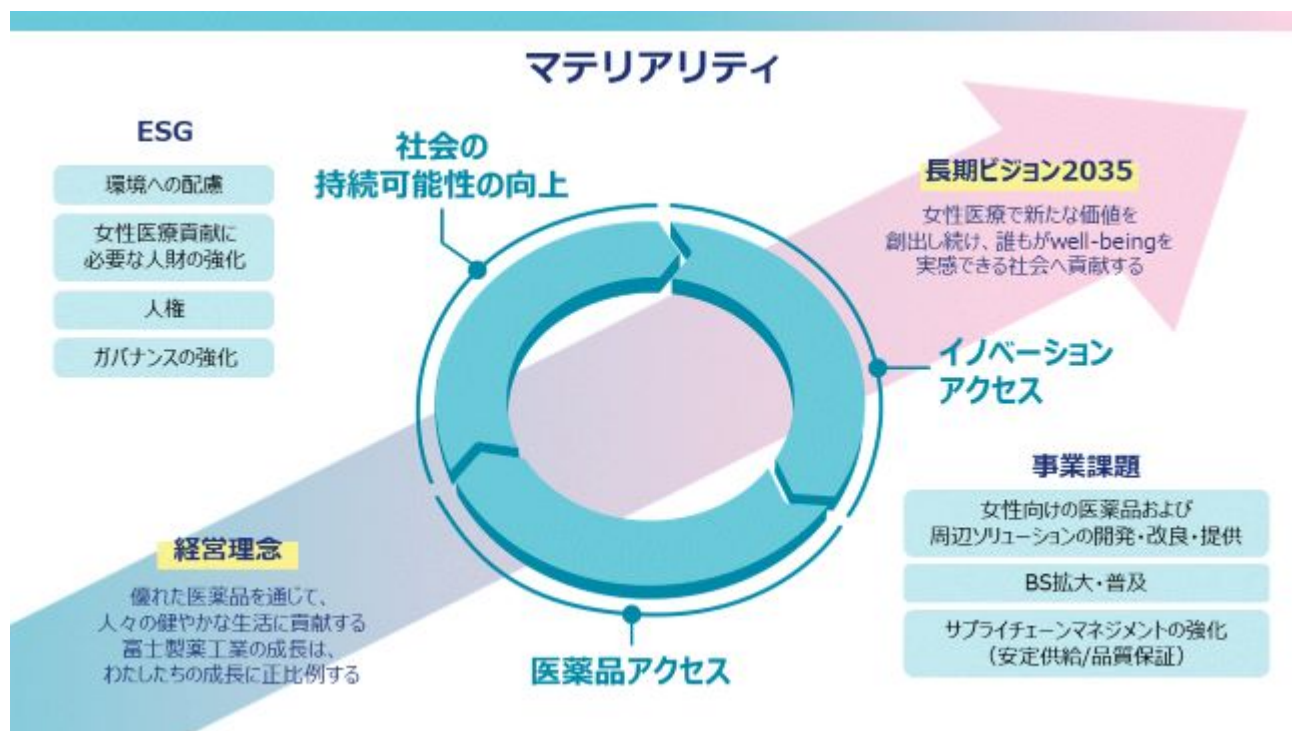 マテリアリティ
ESG
環境への配慮
女性医療貢献に
必要な人財の強化
人権
ガバナンスの強化
社会の
持続可能性の向上
長期ビジョン2035
女性医療で新たな価値を
創出し続け、誰もがwell-beingを
実感できる社会へ貢献する
イノベーション
アクセス
事業課題
女性向けの医薬品および
周辺ソリューションの開発・改良・提供
BS拡大・普及
サプライチェーンマネジメントの強化
（安定供給/品質保証）
経営理念
優れた医薬品を通じて、
人々の健やかな生活に貢献する
富士製薬工業の成長は、
わたしたちの成長に正比例する
医薬品アクセス